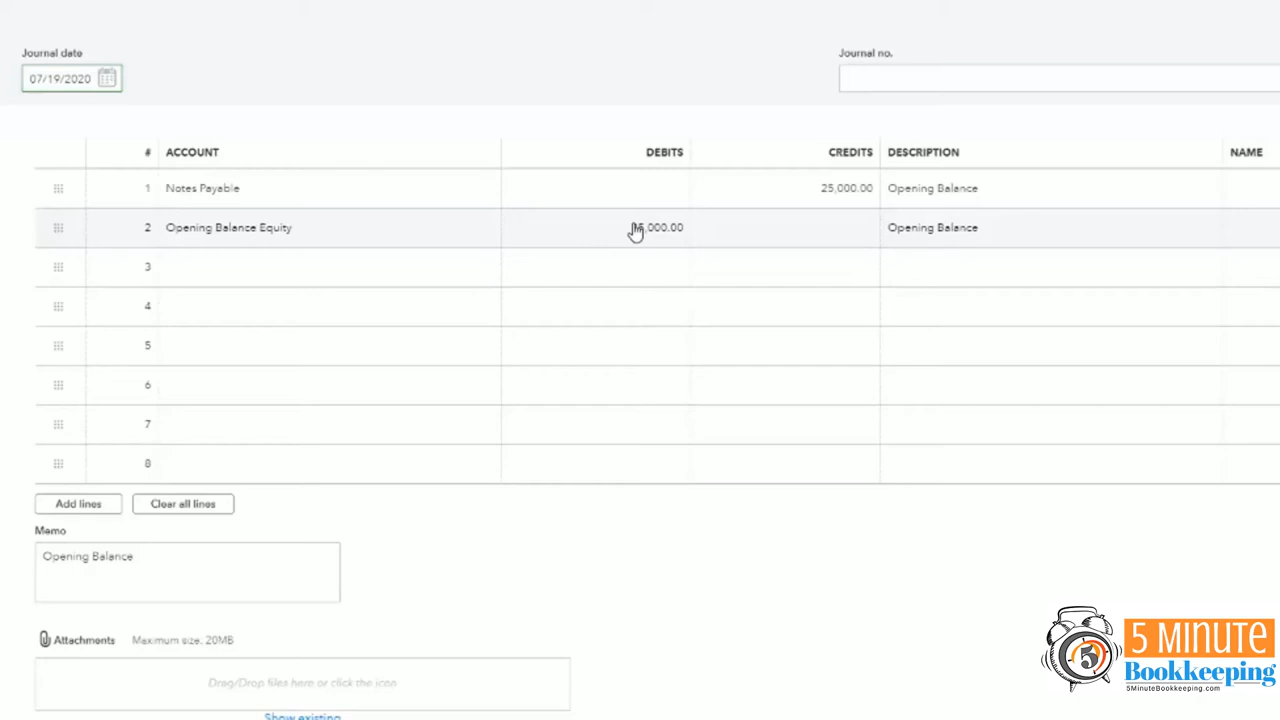 Journal date
Journal no.
07/19/2020
# ACCOUNT DEBITS CREDITS DESCRIPTION NAME
1 Notes Payable 25,000.00 Opening Balance
2 Opening Balance Equity Opening Balance
3
4
5
6
7
8
Add lines Clear all lines
Memo
Opening Balance
Attachments Maximum size: 20MB
Drag/Drop files here or click the icon
Show existing
5
5 MINUTE
Bookkeeping
5MinuteBookkeeping.com